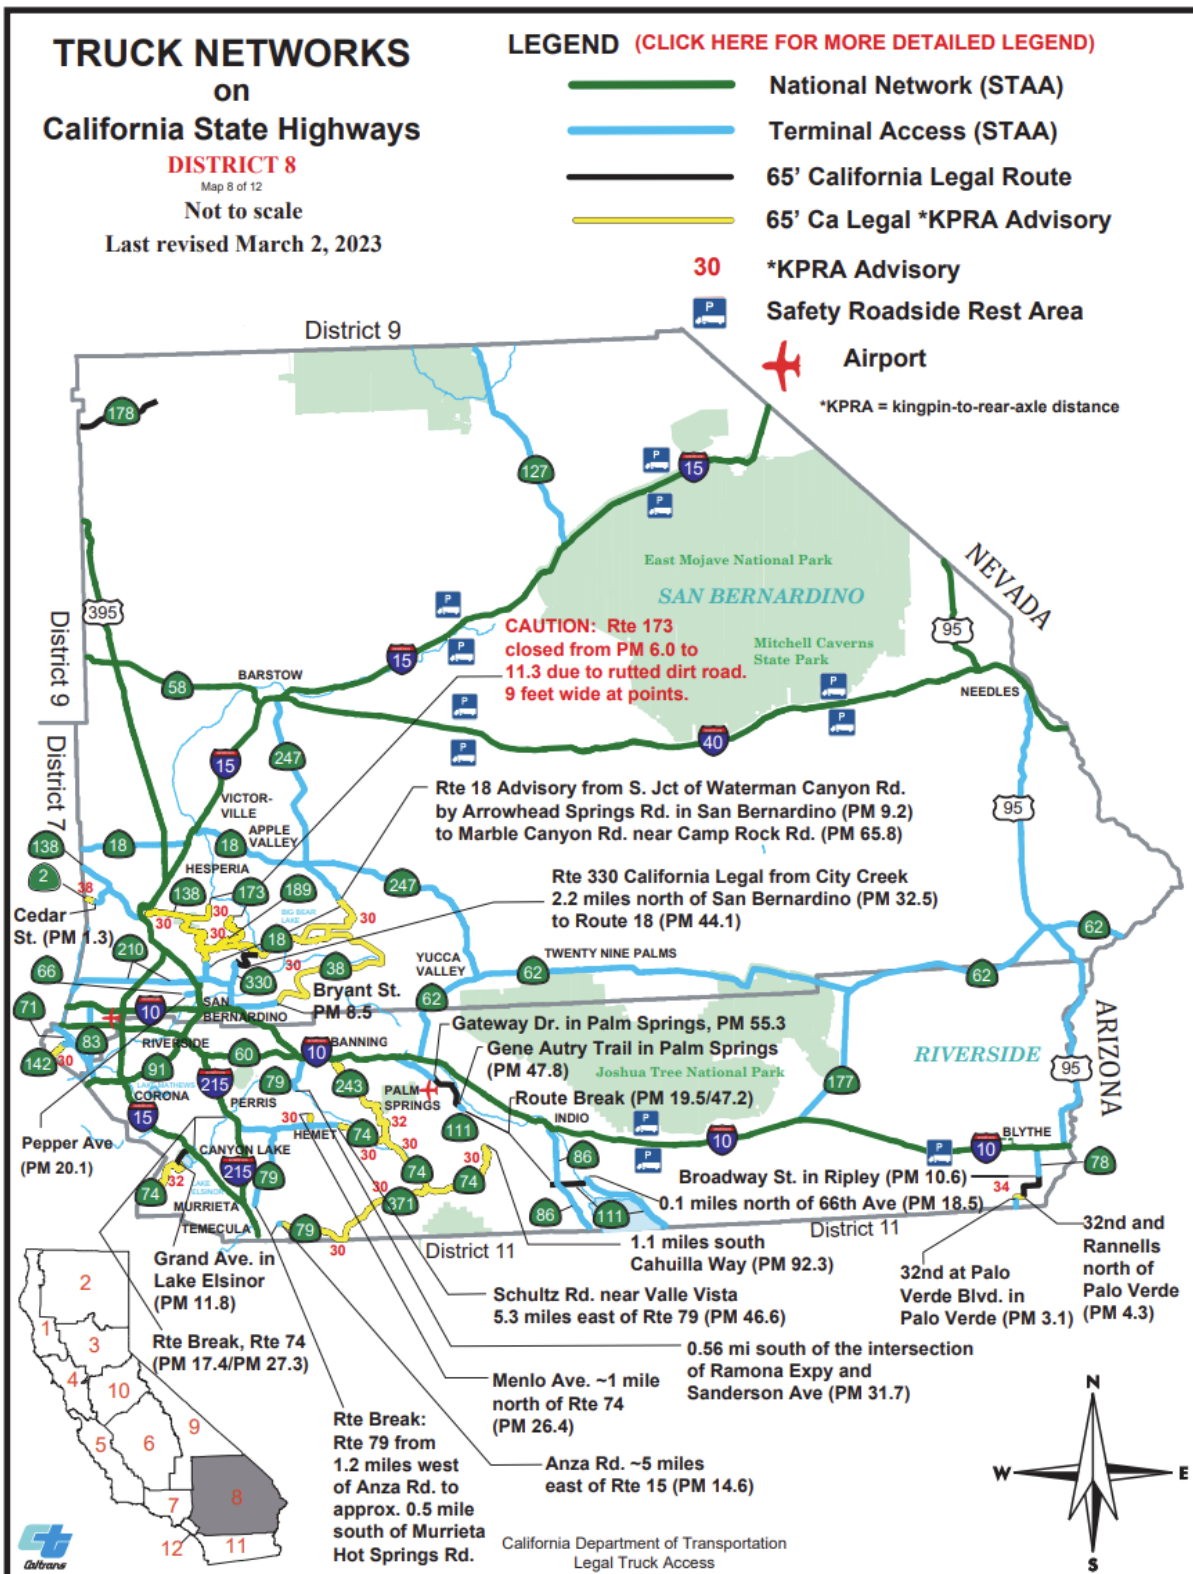 TRUCK NETWORKS
on
California State Highways
DISTRICT 8
Map 8 of 12
Not to scale
Last revised March 2, 2023
LEGEND (CLICK HERE FOR MORE DETAILED LEGEND)
National Network (STAA)
Terminal Access (STAA)
65' California Legal Route
65' Ca Legal *KPRA Advisory
30 *KPRA Advisory
P
Safety Roadside Rest Area
Airport
*KPRA = kingpin-to-rear-axle distance
District 9
178
127
P
15
P
East Mojave National Park
SAN BERNARDINO
NEVADA
Mitchell Caverns
State Park
District 9
395
P
95
CAUTION: Rte 173
closed from PM 6.0 to
11.3 due to rutted dirt road.
9 feet wide at points.
P
15
BARSTOW
58
P
P
P
P
NEEDLES
40
District 7
15
247
95
VICTOR-
VILLE
Rte 18 Advisory from S. Jct of Waterman Canyon Rd.
by Arrowhead Springs Rd. in San Bernardino (PM 9.2)
to Marble Canyon Rd. near Camp Rock Rd. (PM 65.8)
138
18
18
APPLE
VALLEY
HESPERIA
2
38
138
173
189
247
Rte 330 California Legal from City Creek
2.2 miles north of San Bernardino (PM 32.5)
to Route 18 (PM 44.1)
Cedar
St. (PM 1.3)
30
30
30
BIG BEAR
LAKE
30
18
62
210
66
330
30
38
YUCCA
VALLEY
TWENTY NINE PALMS
62
62
62
Bryant St.
PM 8.5
71
10
SAN
BERNARDINO
83
142
30
RIVERSIDE
91
60
10
BANNING
Gateway Dr. in Palm Springs, PM 55.3
Gene Autry Trail in Palm Springs
(PM 47.8)
Joshua Tree National Park
RIVERSIDE
ARIZONA
95
LAKE MATHEWS
CORONA
215
79
243
PALM
SPRINGS
Route Break (PM 19.5/47.2)
177
15
PERRIS
30
HEMET
74
32
30
111
INDIO
P
P
10
P
10
BLYTHE
Pepper Ave
(PM 20.1)
CANYON LAKE
215
79
74
30
74
86
78
Broadway St. in Ripley (PM 10.6)
34
74
32
LAKE
ELSINOR
30
371
0.1 miles north of 66th Ave (PM 18.5)
MURRIETA
TEMECULA
79
30
District 11
86
111
District 11
Grand Ave. in
Lake Elsinor
(PM 11.8)
1.1 miles south
Cahuilla Way (PM 92.3)
32nd at Palo
Verde Blvd. in
Palo Verde (PM 3.1)
32nd and
Rannells
north of
Palo Verde
(PM 4.3)
Schultz Rd. near Valle Vista
5.3 miles east of Rte 79 (PM 46.6)
Rte Break, Rte 74
(PM 17.4/PM 27.3)
0.56 mi south of the intersection
of Ramona Expy and
Sanderson Ave (PM 31.7)
Menlo Ave. ~1 mile
north of Rte 74
(PM 26.4)
Rte Break:
Rte 79 from
1.2 miles west
of Anza Rd. to
approx. 0.5 mile
south of Murrieta
Hot Springs Rd.
Anza Rd. ~5 miles
east of Rte 15 (PM 14.6)
2
1
3
4
10
9
5
6
8
7
12
11
N
W
E
S
ct
Caltrans
California Department of Transportation
Legal Truck Access